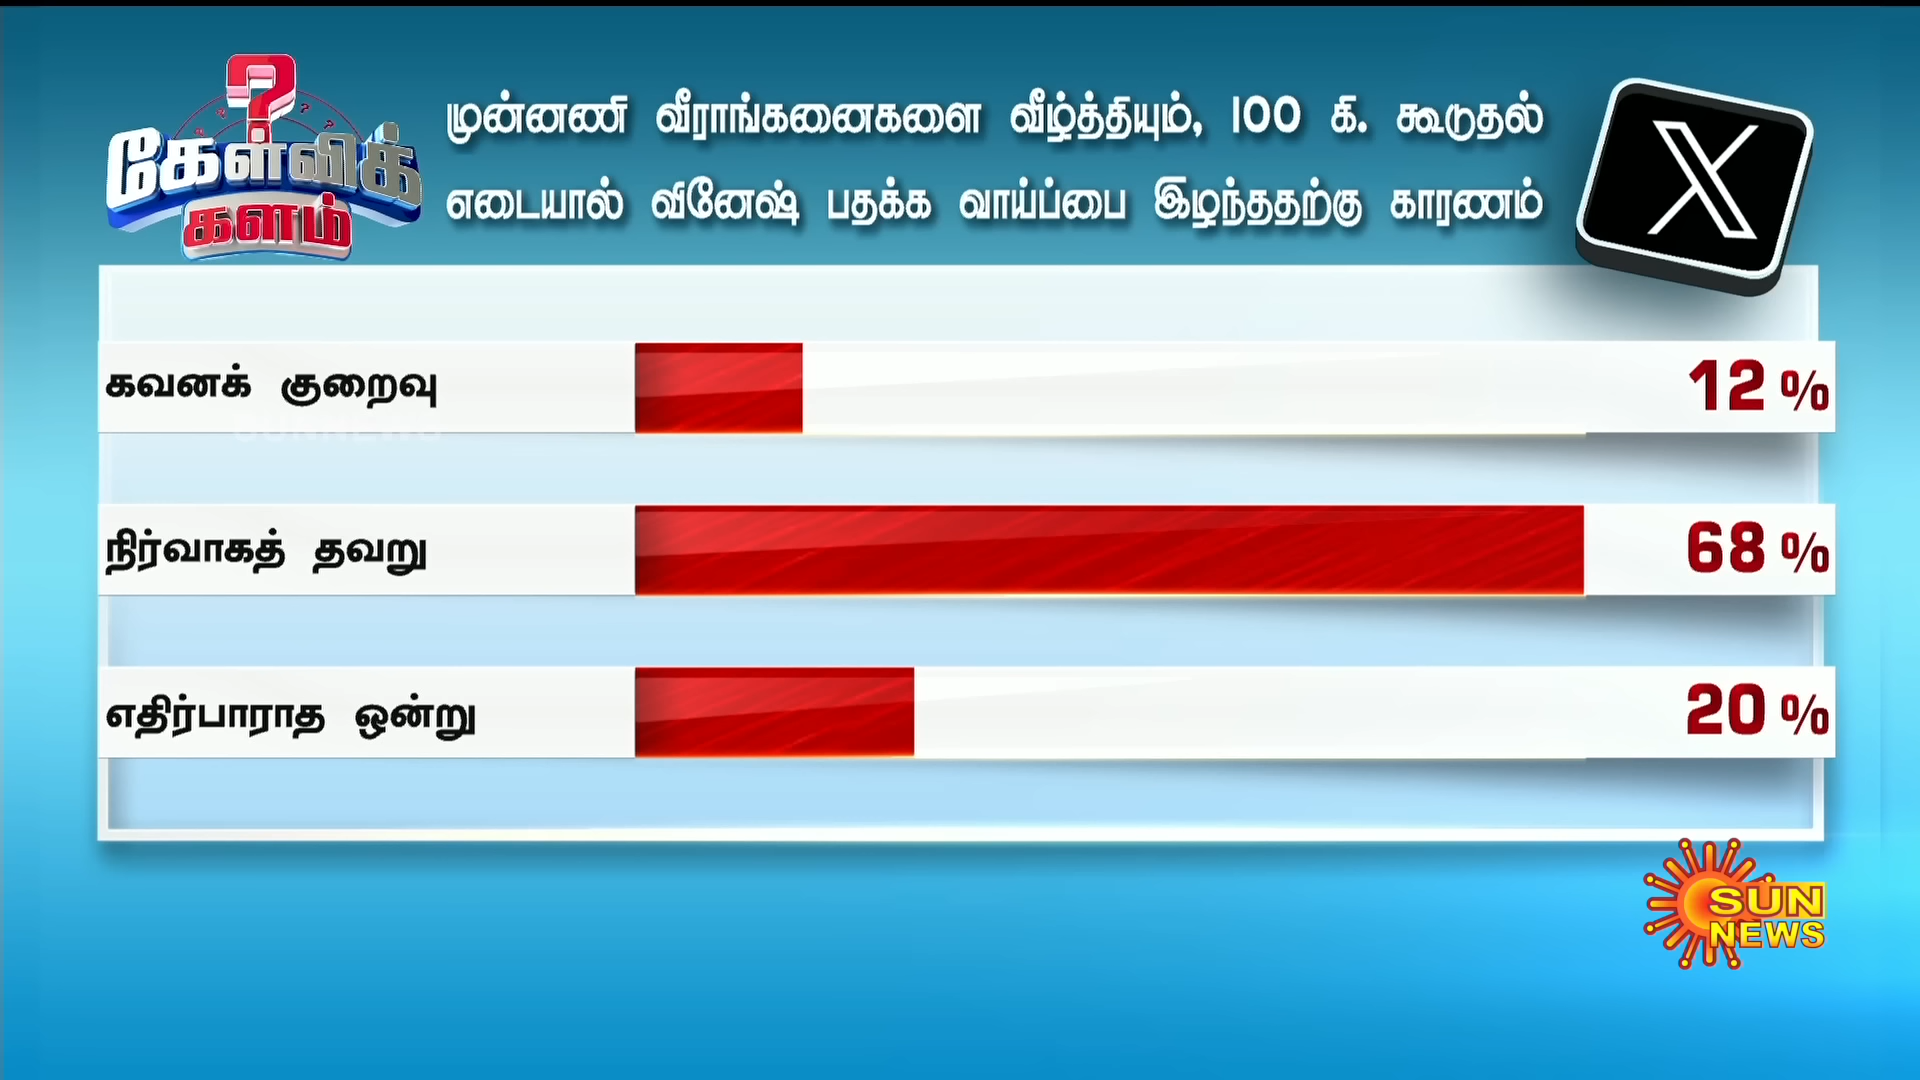 ?
கேள்விக்
களம்
முன்னணி வீராங்கனைகளை வீழ்த்தியும், 100 கி. கூடுதல்
எடையால் வினேஷ் பதக்க வாய்ப்பை இழந்ததற்கு காரணம்
X
கவனக் குறைவு 12 %
நிர்வாகத் தவறு 68 %
எதிர்பாராத ஒன்று 20 %
SUN
NEWS